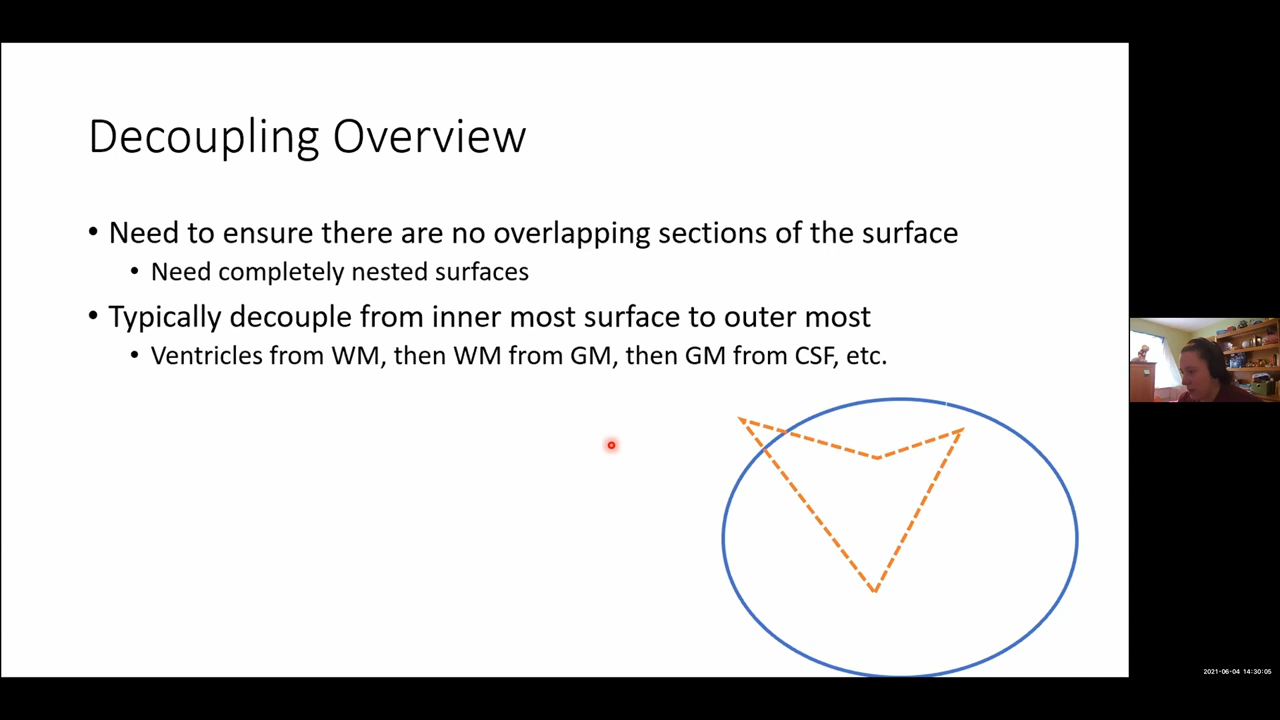 Decoupling Overview
• Need to ensure there are no overlapping sections of the surface
• Need completely nested surfaces
• Typically decouple from inner most surface to outer most
• Ventricles from WM, then WM from GM, then GM from CSF, etc.
2021-06-04 14:30:05